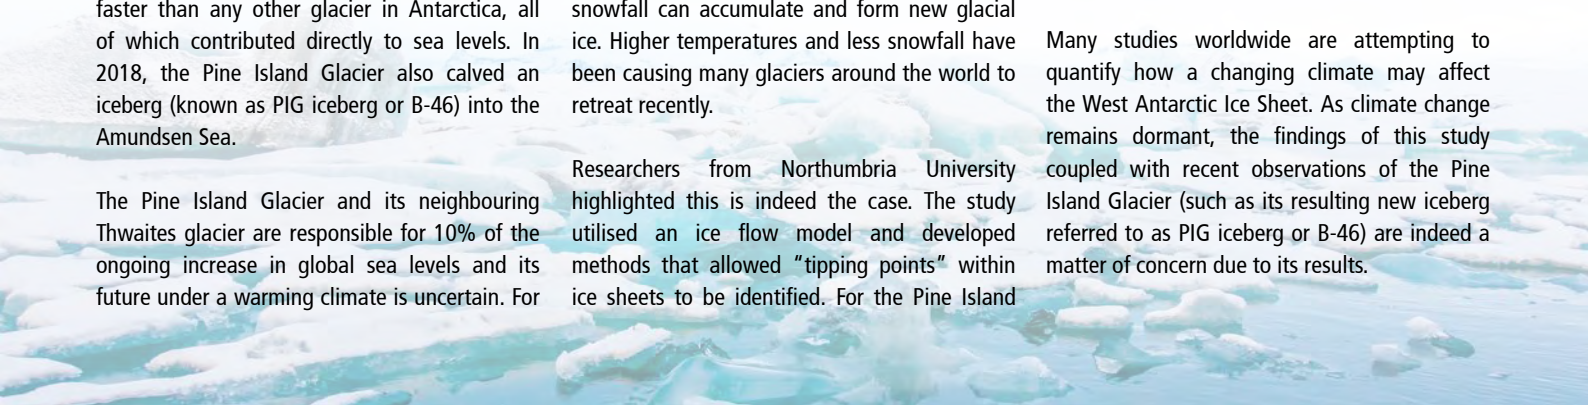 faster than any other glacier in Antarctica, all
of which contributed directly to sea levels. In
2018, the Pine Island Glacier also calved an
iceberg (known as PIG iceberg or B-46) into the
Amundsen Sea.
The Pine Island Glacier and its neighbouring
Thwaites glacier are responsible for 10% of the
ongoing increase in global sea levels and its
future under a warming climate is uncertain. For
snowfall can accumulate and form new glacial
ice. Higher temperatures and less snowfall have
been causing many glaciers around the world to
retreat recently.
Researchers from Northumbria University
highlighted this is indeed the case. The study
utilised an ice flow model and developed
methods that allowed “tipping points” within
ice sheets to be identified. For the Pine Island
Many studies worldwide are attempting to
quantify how a changing climate may affect
the West Antarctic Ice Sheet. As climate change
remains dormant, the findings of this study
coupled with recent observations of the Pine
Island Glacier (such as its resulting new iceberg
referred to as PIG iceberg or B-46) are indeed a
matter of concern due to its results.